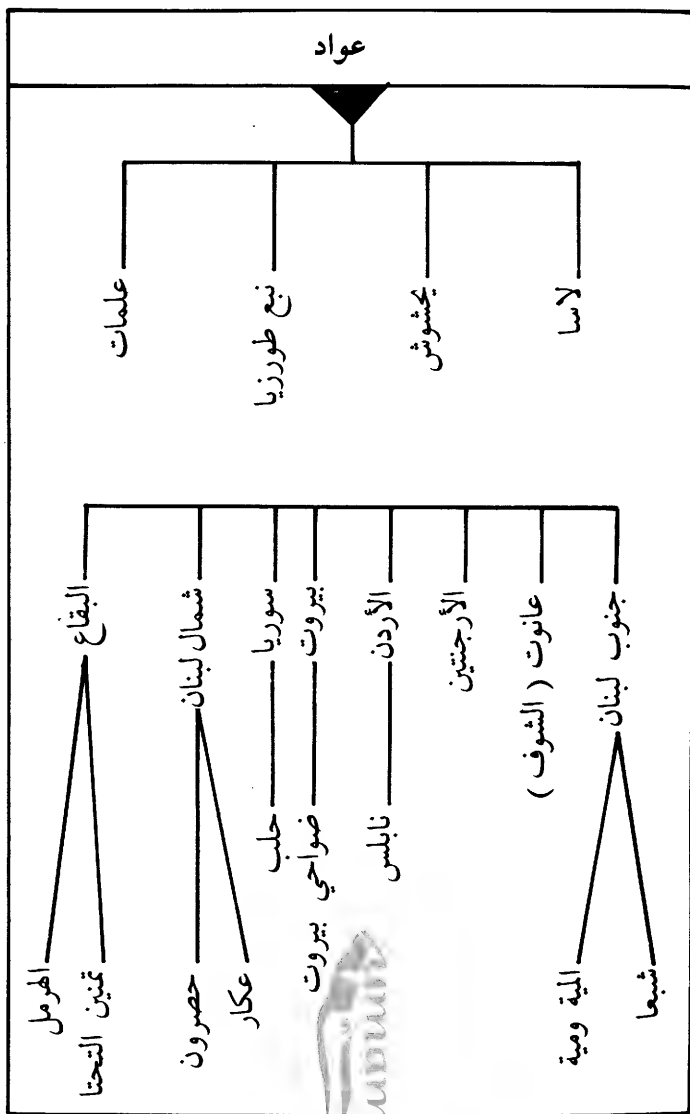 عواد
لاسا
يحشوش
نبع طورزيا
علمات
جنوب لبنان
عانوت ( الشوف )
الأرجنتين
الأردن
بيروت
سوريا
شمال لبنان
البقاع
شبعا
المية ومية
نابلس
ضواحي بيروت
حلب
عكار
حصرون
تمنين التحتا
الهرمل